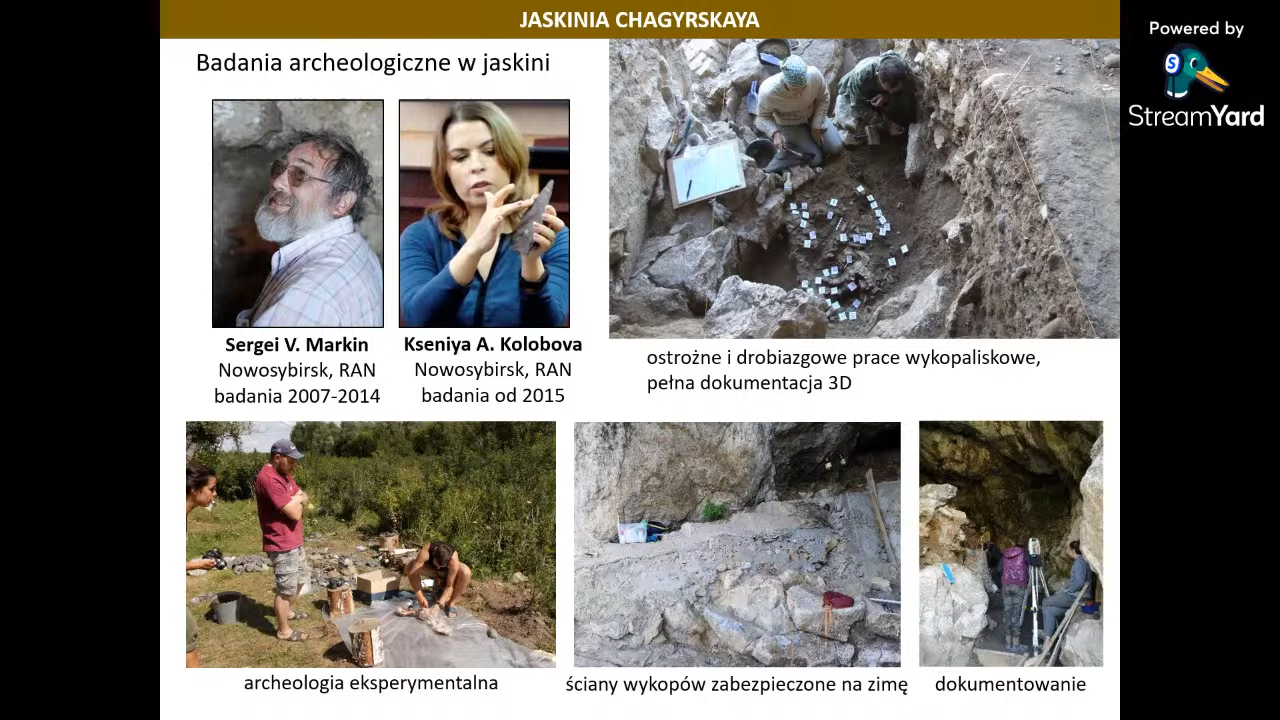 JASKINIA CHAGYRSKAYA
Powered by
S
StreamYard
Badania archeologiczne w jaskini
Sergei V. Markin
Nowosybirsk, RAN
badania 2007-2014
Kseniya A. Kolobova
Nowosybirsk, RAN
badania od 2015
ostrożne i drobiazgowe prace wykopaliskowe,
pełna dokumentacja 3D
archeologia eksperymentalna
ściany wykopów zabezpieczone na zimę
dokumentowanie